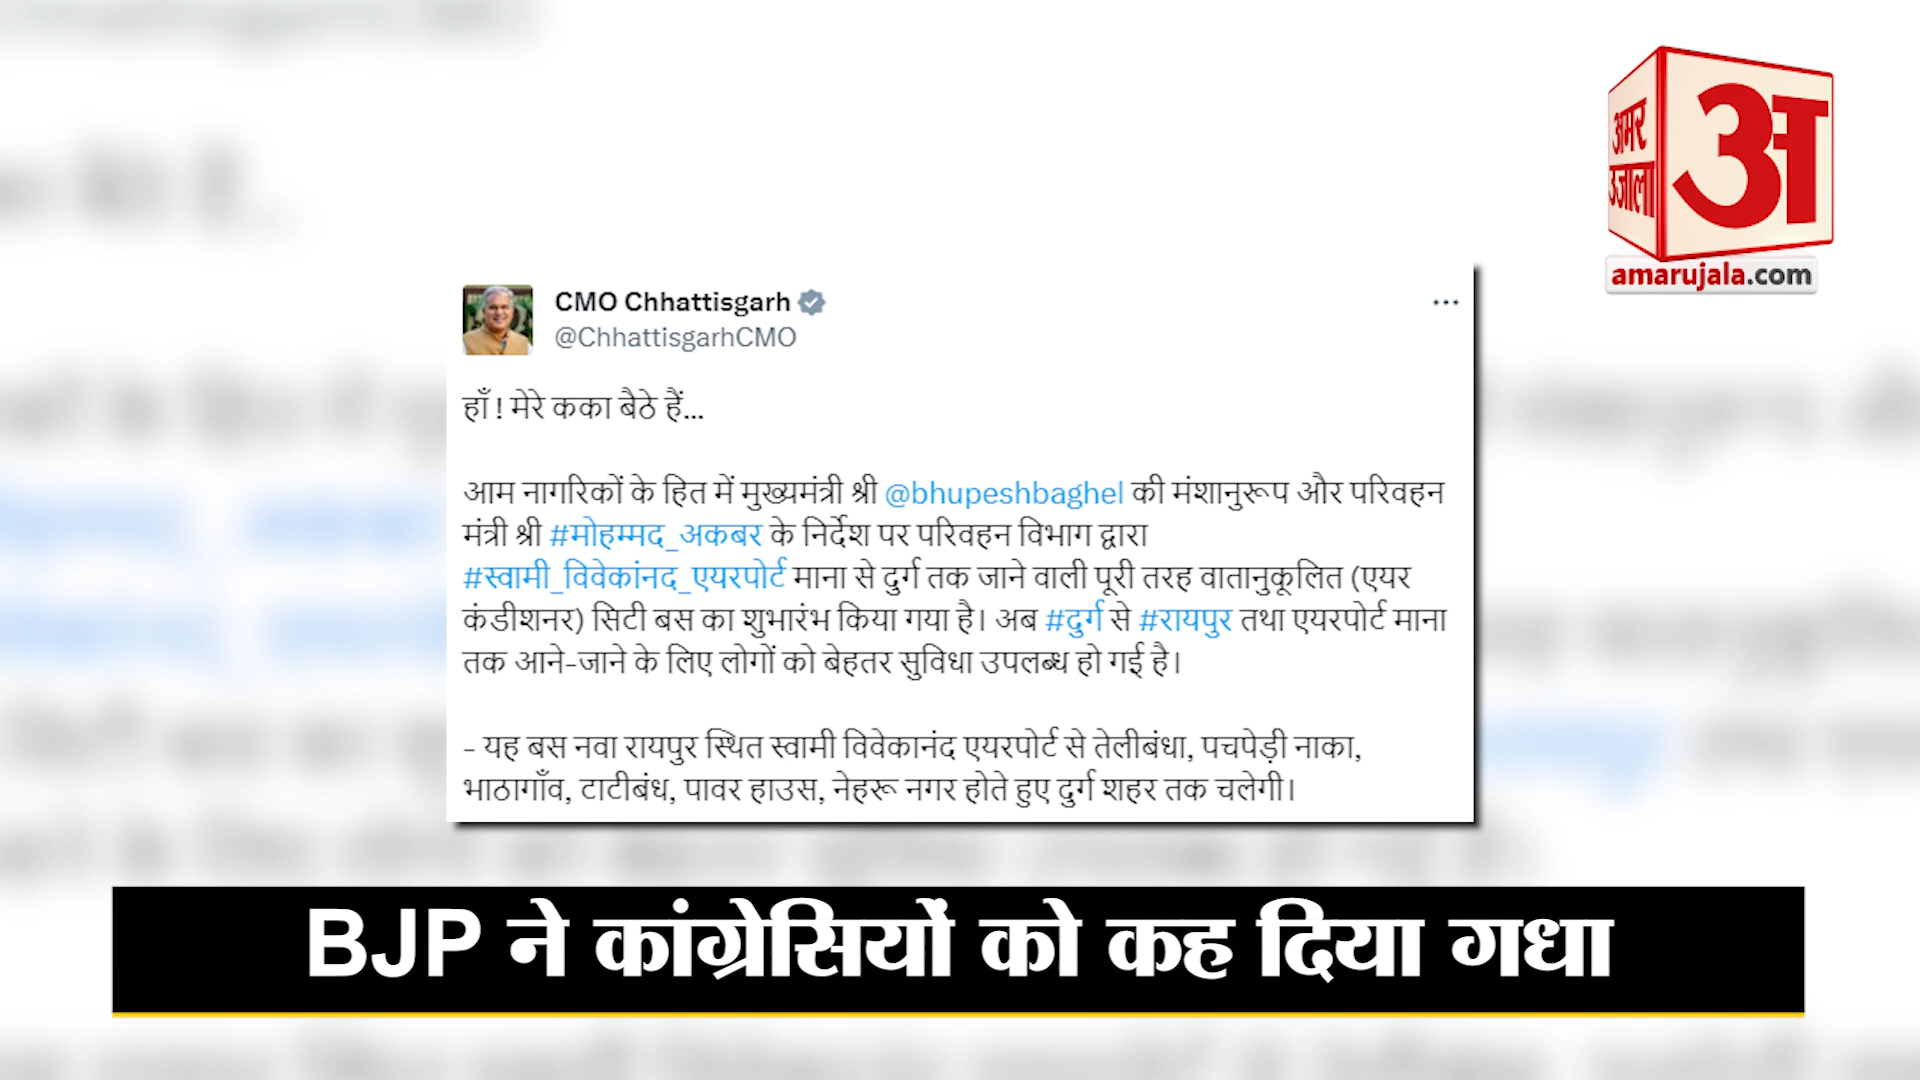 अमर
उजाला
अ
amarujala.com
CMO Chhattisgarh
@ChhattisgarhCMO
हाँ ! मेरे कका बैठे हैं...
आम नागरिकों के हित में मुख्यमंत्री श्री @bhupeshbaghel की मंशानुरूप और परिवहन
मंत्री श्री #मोहम्मद_अकबर के निर्देश पर परिवहन विभाग द्वारा
#स्वामी_विवेकांनद_एयरपोर्ट माना से दुर्ग तक जाने वाली पूरी तरह वातानुकूलित (एयर
कंडीशनर) सिटी बस का शुभारंभ किया गया है। अब #दुर्ग से #रायपुर तथा एयरपोर्ट माना
तक आने-जाने के लिए लोगों को बेहतर सुविधा उपलब्ध हो गई है।
- यह बस नवा रायपुर स्थित स्वामी विवेकानंद एयरपोर्ट से तेलीबंधा, पचपेड़ी नाका,
भाठागाँव, टाटीबंध, पावर हाउस, नेहरू नगर होते हुए दुर्ग शहर तक चलेगी।
BJP ने कांग्रेसियों को कह दिया गधा